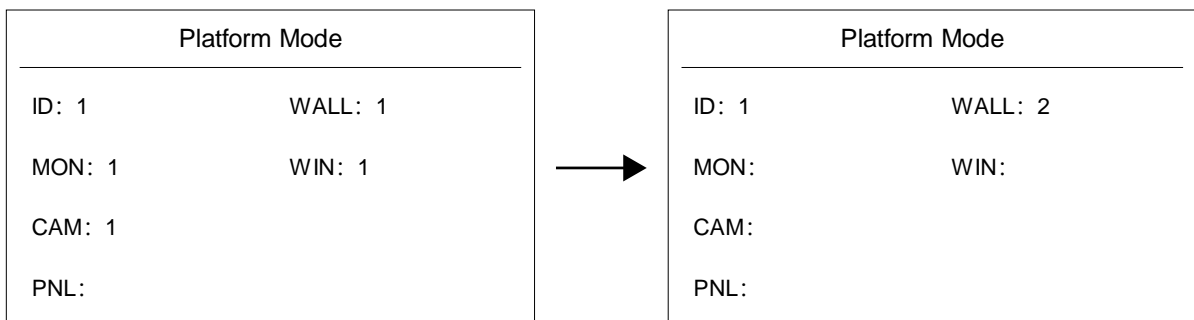 Platform Mode
ID: 1 WALL: 1
MON: 1 WIN: 1
CAM: 1
PNL:
Platform Mode
ID: 1 WALL: 2
MON: WIN:
CAM:
PNL: